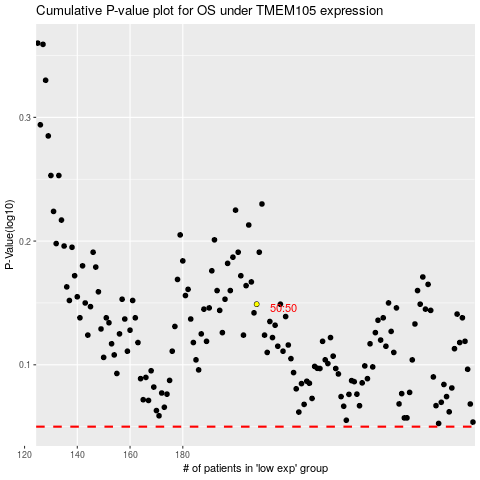 Cumulative P-value plot for OS under TMEM105 expression
P-Value(log10)
0.3
0.2
0.1
50:50
120 140 160 180
# of patients in 'low exp' group